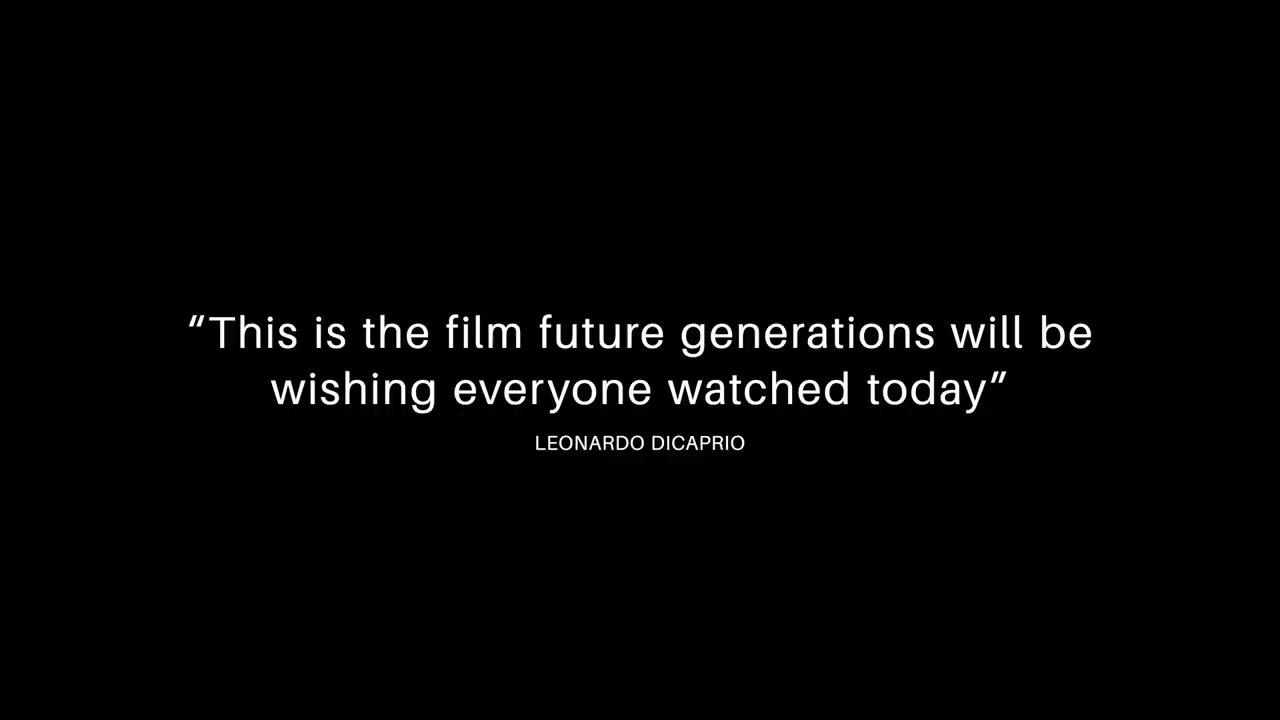 “This is the film future generations will be
wishing everyone watched today”
LEONARDO DICAPRIO